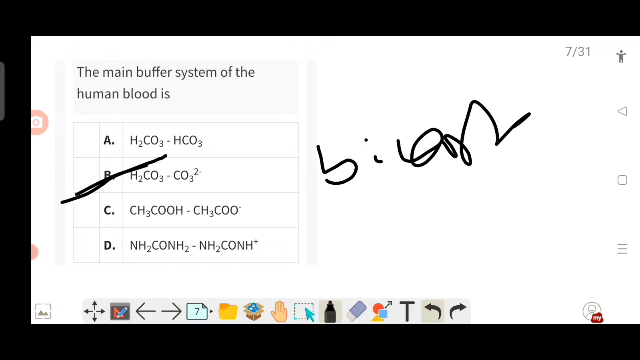 7/31
The main buffer system of the
human blood is
A. H₂CO₃ - HCO₃
B. H₂CO₃ - CO₃²⁻
C. CH₃COOH - CH₃COO⁻
D. NH₂CONH₂ - NH₂CONH⁺
7
T
my